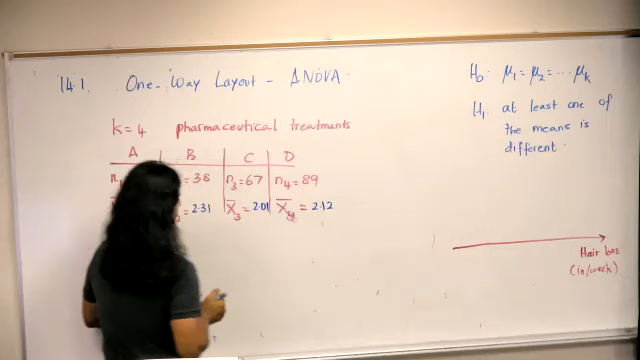 14.1. One-Way Layout - ANOVA
k = 4 pharmaceutical treatments
A B C D
= 38 n₃ = 67 n₄ = 89
= 2.31 X̄₃ = 2.01 X̄₄ = 2.12
H₀: μ₁ = μ₂ = ... μₖ
H₁: at least one of
the means is
different.
Hair loss
(in/week)